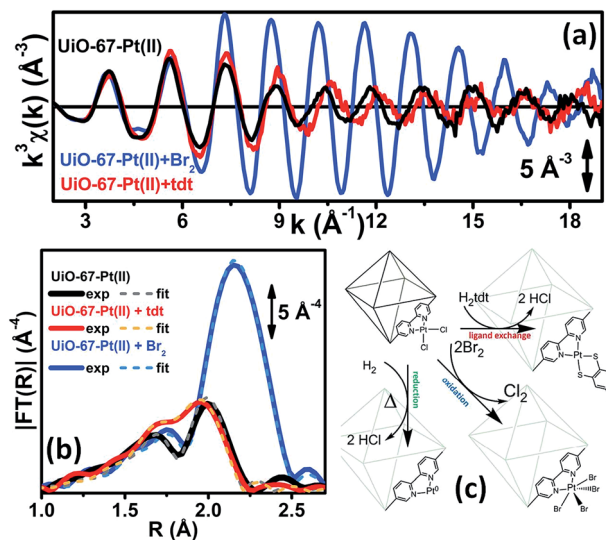 UiO-67-Pt(II)
(a)
k³χ(k) (Å⁻³)
UiO-67-Pt(II)+Br₂
UiO-67-Pt(II)+tdt
5 Å⁻³
3 6 9 12 15 18
k (Å⁻¹)
(b)
UiO-67-Pt(II)
exp fit
UiO-67-Pt(II) + tdt
exp fit
UiO-67-Pt(II) + Br₂
exp fit
5 Å⁻⁴
|FT(R)| (Å⁻⁴)
1.0 1.5 2.0 2.5
R (Å)
H₂tdt
2 HCl
ligand exchange
N
N
Pt
Cl
Cl
2Br₂
Cl₂
oxidation
H₂
reduction
Δ
2 HCl
N
N
Pt
S
S
N
N
Pt⁰
(c)
N
N
Pt
Br
Br
Br
Br